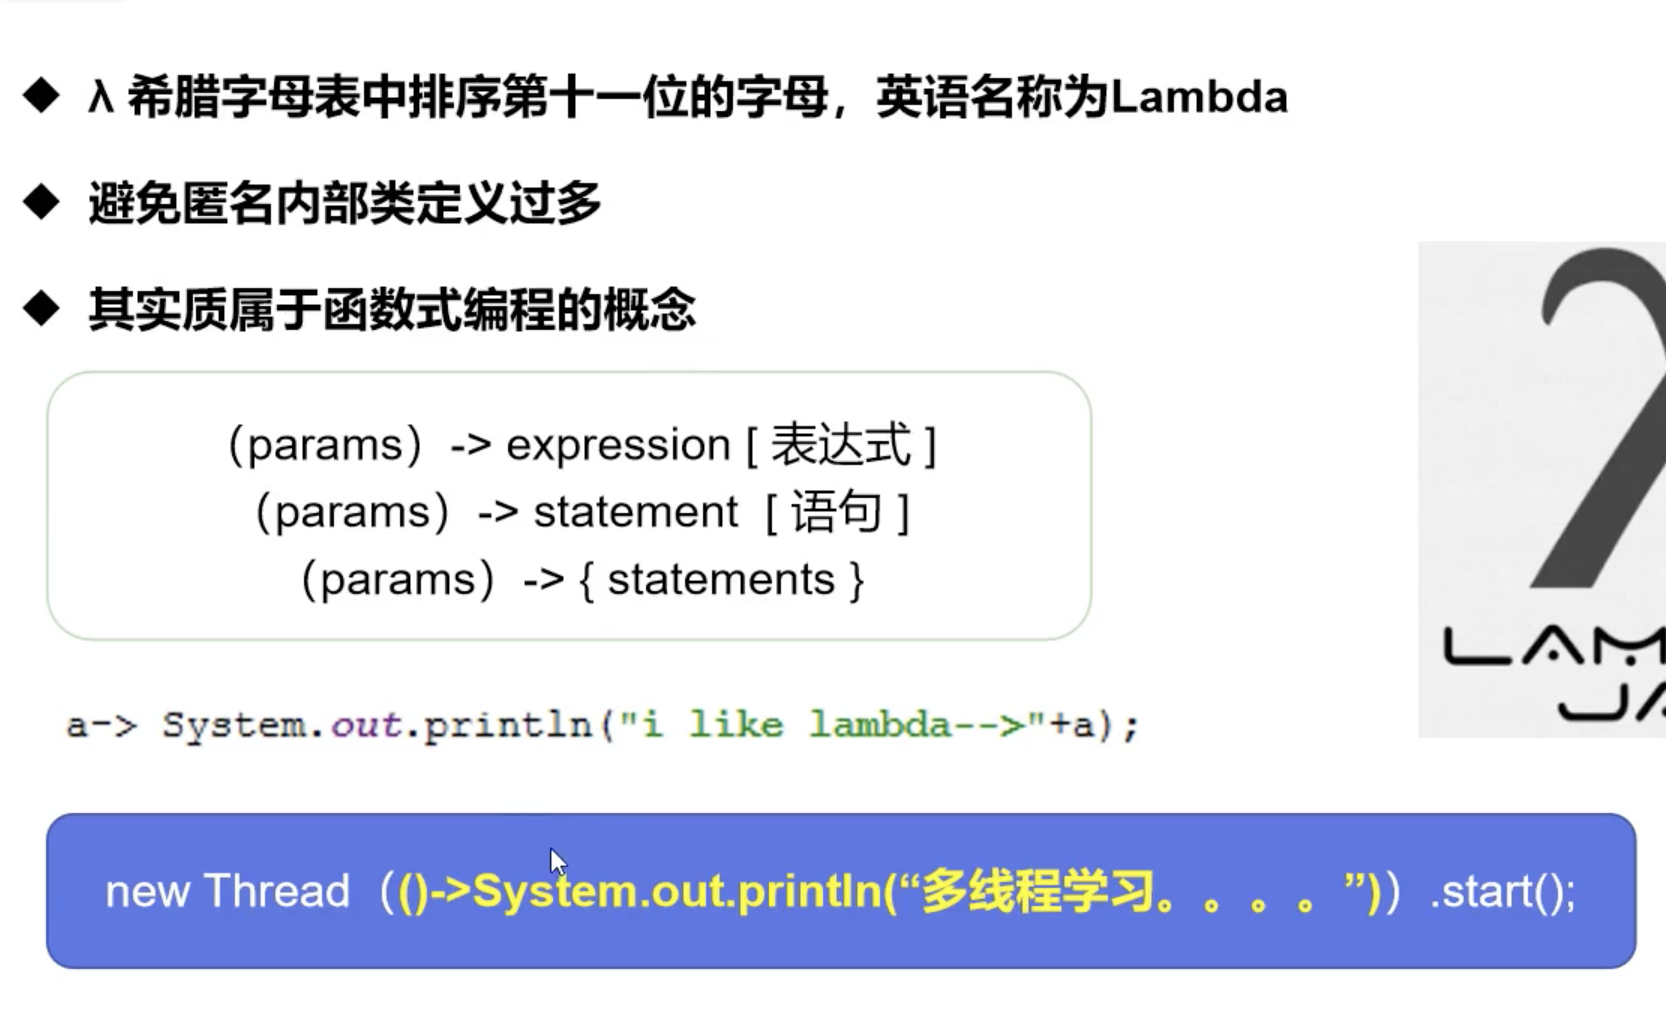 ◆ λ 希腊字母表中排序第十一位的字母，英语名称为Lambda
◆ 避免匿名内部类定义过多
◆ 其实质属于函数式编程的概念
（params）-> expression [ 表达式 ]
（params）-> statement [ 语句 ]
（params）-> { statements }
a-> System.out.println("i like lambda-->"+a);
new Thread（()->System.out.println(“多线程学习。。。。”)）.start();
λ